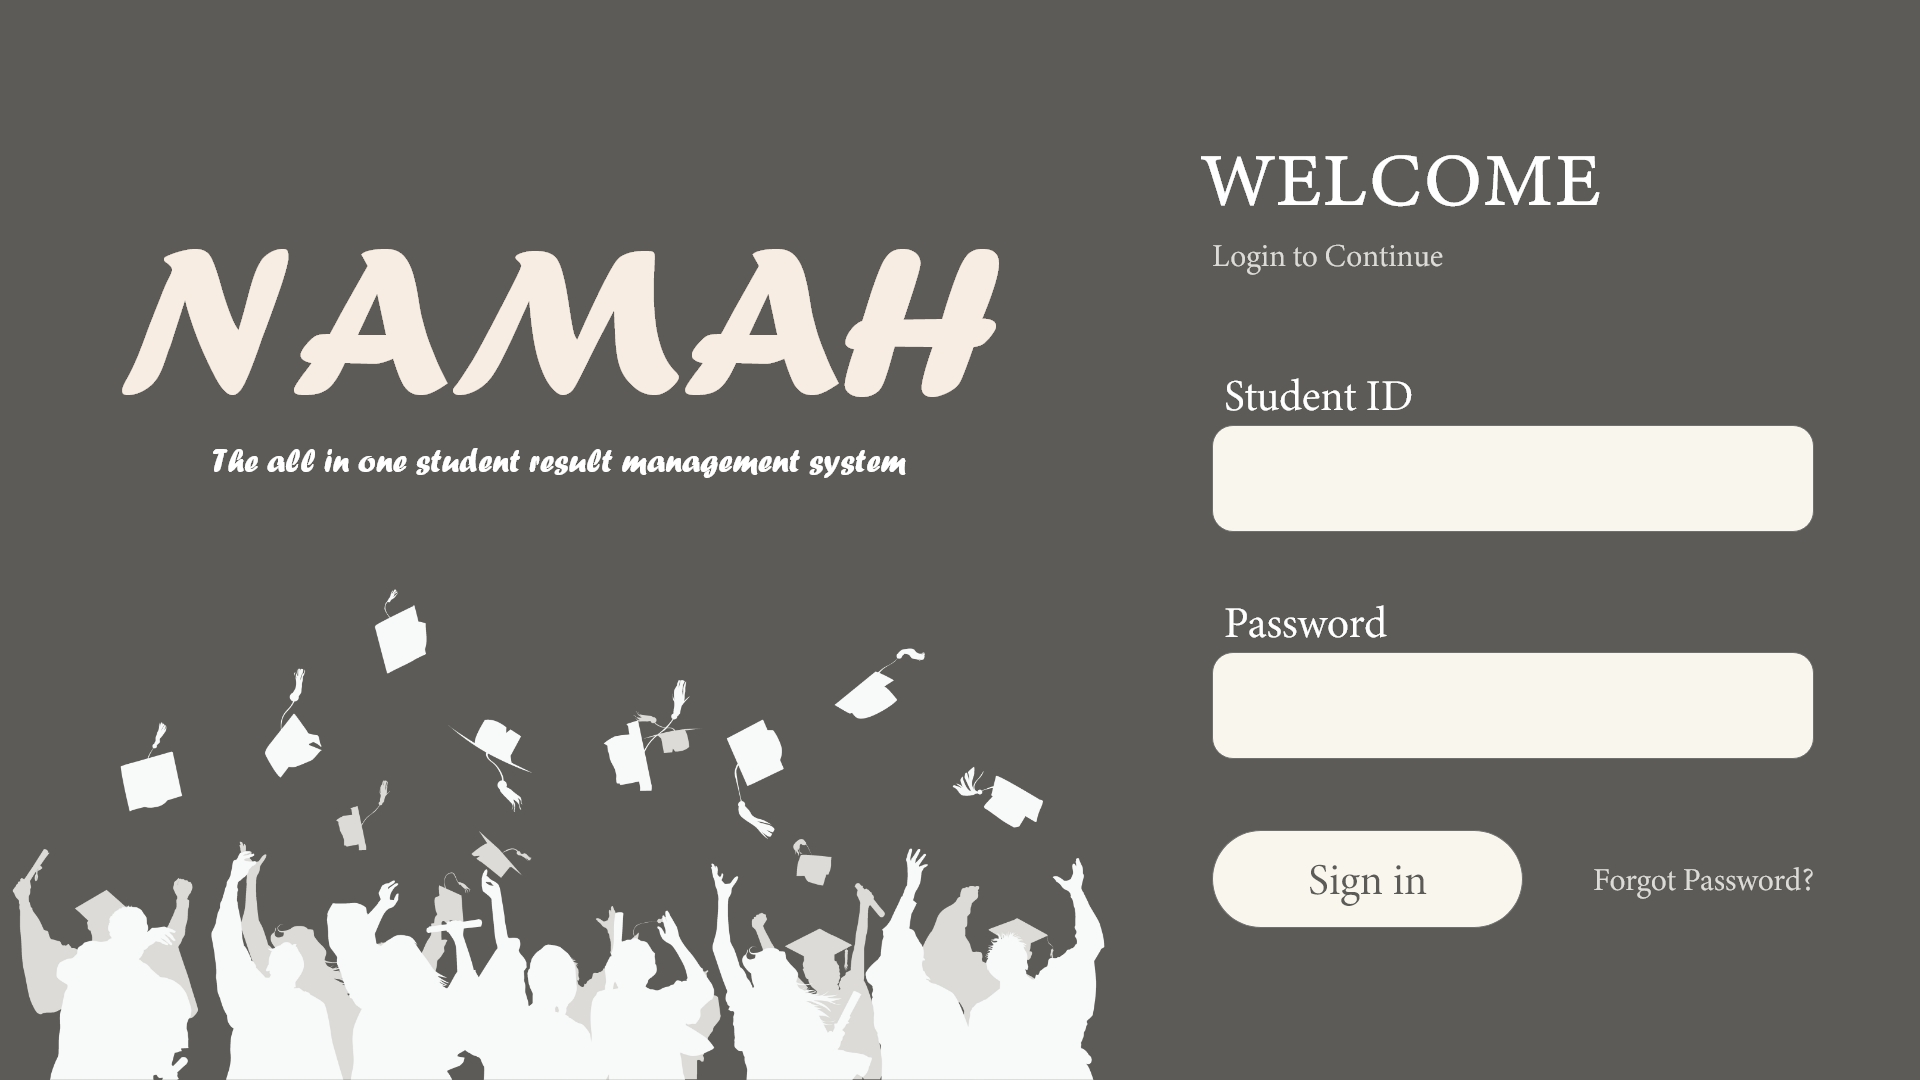 NAMAH
The all in one student result management system
WELCOME
Login to Continue
Student ID
Password
Sign in
Forgot Password?